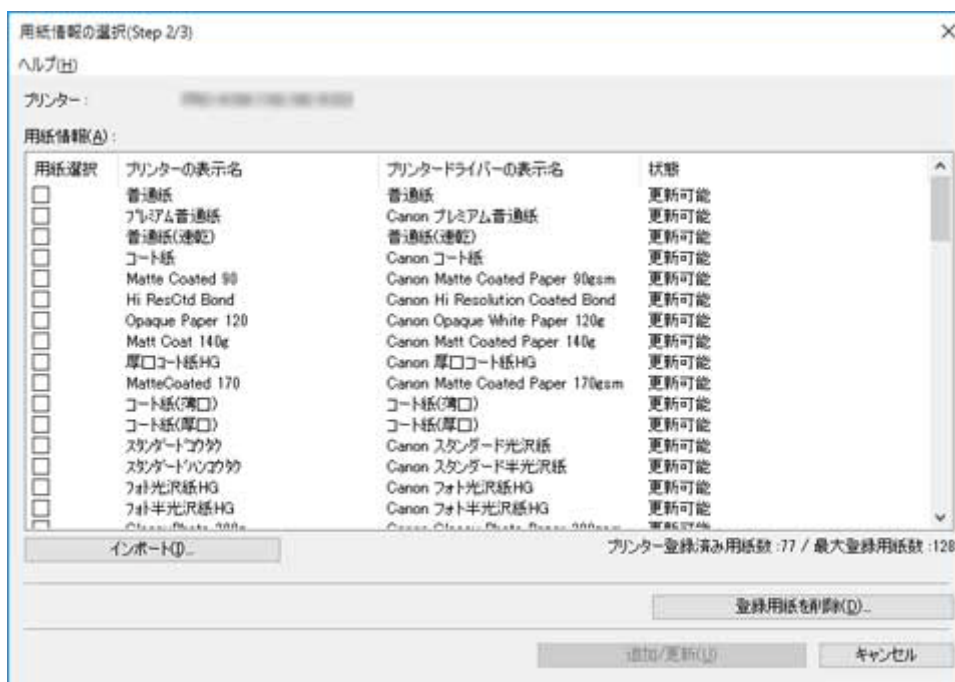 用紙情報の選択(Step 2/3)
ヘルプ(H)
プリンター:
用紙情報(A):
用紙選択 プリンターの表示名 プリンタードライバーの表示名 状態
普通紙 普通紙 更新可能
プレミアム普通紙 Canon プレミアム普通紙 更新可能
普通紙(速乾) 普通紙(速乾) 更新可能
コート紙 Canon コート紙 更新可能
Matte Coated 90 Canon Matte Coated Paper 90gsm 更新可能
Hi ResCtd Bond Canon Hi Resolution Coated Bond 更新可能
Opaque Paper 120 Canon Opaque White Paper 120g 更新可能
Matt Coat 140g Canon Matt Coated Paper 140g 更新可能
厚口コート紙HG Canon 厚口コート紙HG 更新可能
MatteCoated 170 Canon Matte Coated Paper 170gsm 更新可能
コート紙(薄口) コート紙(薄口) 更新可能
コート紙(厚口) コート紙(厚口) 更新可能
スタンダードコウタク Canon スタンダード光沢紙 更新可能
スタンダードハンコウタク Canon スタンダード半光沢紙 更新可能
フォト光沢紙HG Canon フォト光沢紙HG 更新可能
フォト半光沢紙HG Canon フォト半光沢紙HG 更新可能
インポート(I)... プリンター登録済み用紙数 :77 / 最大登録用紙数 :128
登録用紙を削除(D)...
追加/更新(U) キャンセル